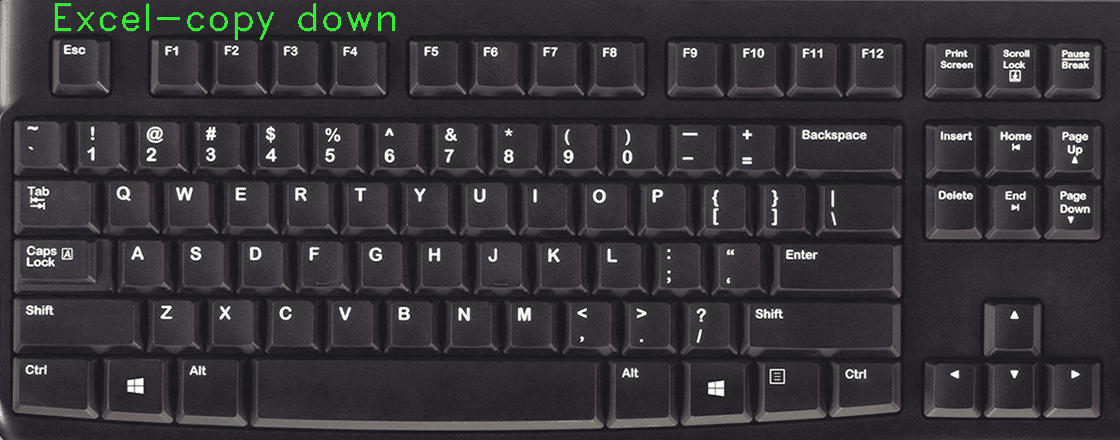 Excel-copy down
Esc F1 F2 F3 F4 F5 F6 F7 F8 F9 F10 F11 F12 Print Screen Scroll Lock Pause Break
~ ` ! 1 @ 2 # 3 $ 4 % 5 ^ 6 & 7 * 8 ( 9 ) 0 — – + = Backspace Insert Home Page Up
Tab Q W E R T Y U I O P { [ } ] | \ Delete End Page Down
Caps Lock A A S D F G H J K L : ; “ ‘ Enter
Shift Z X C V B N M < , > . ? / Shift
Ctrl Alt Alt Ctrl